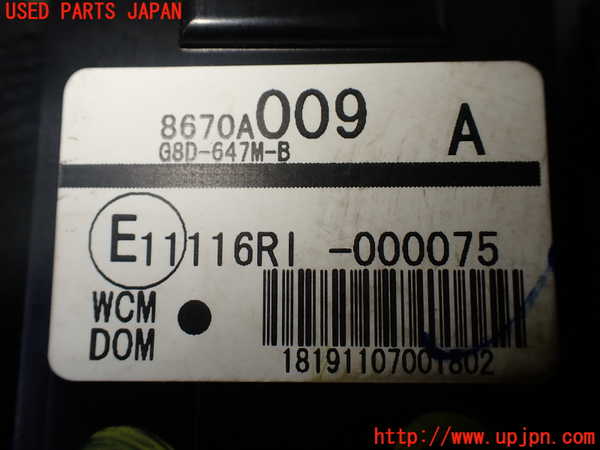 USED PARTS JAPAN
8670A009 A
G8D-647M-B
E11116RI -000075
WCM
DOM
18191107001802
http://www.upjpn.com/